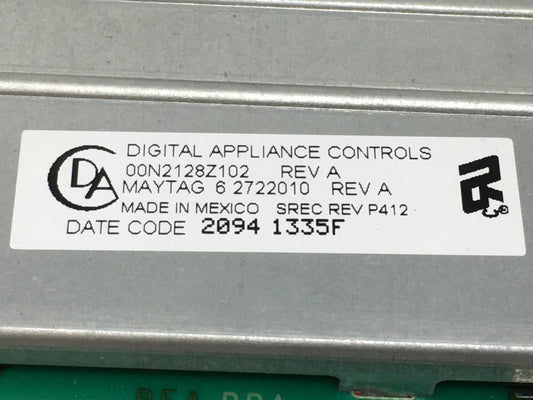 DIGITAL APPLIANCE CONTROLS
00N2128Z102 REV A
MAYTAG 6 2722010 REV A
MADE IN MEXICO SREC REV P412
DATE CODE 2094 1335F
CDA